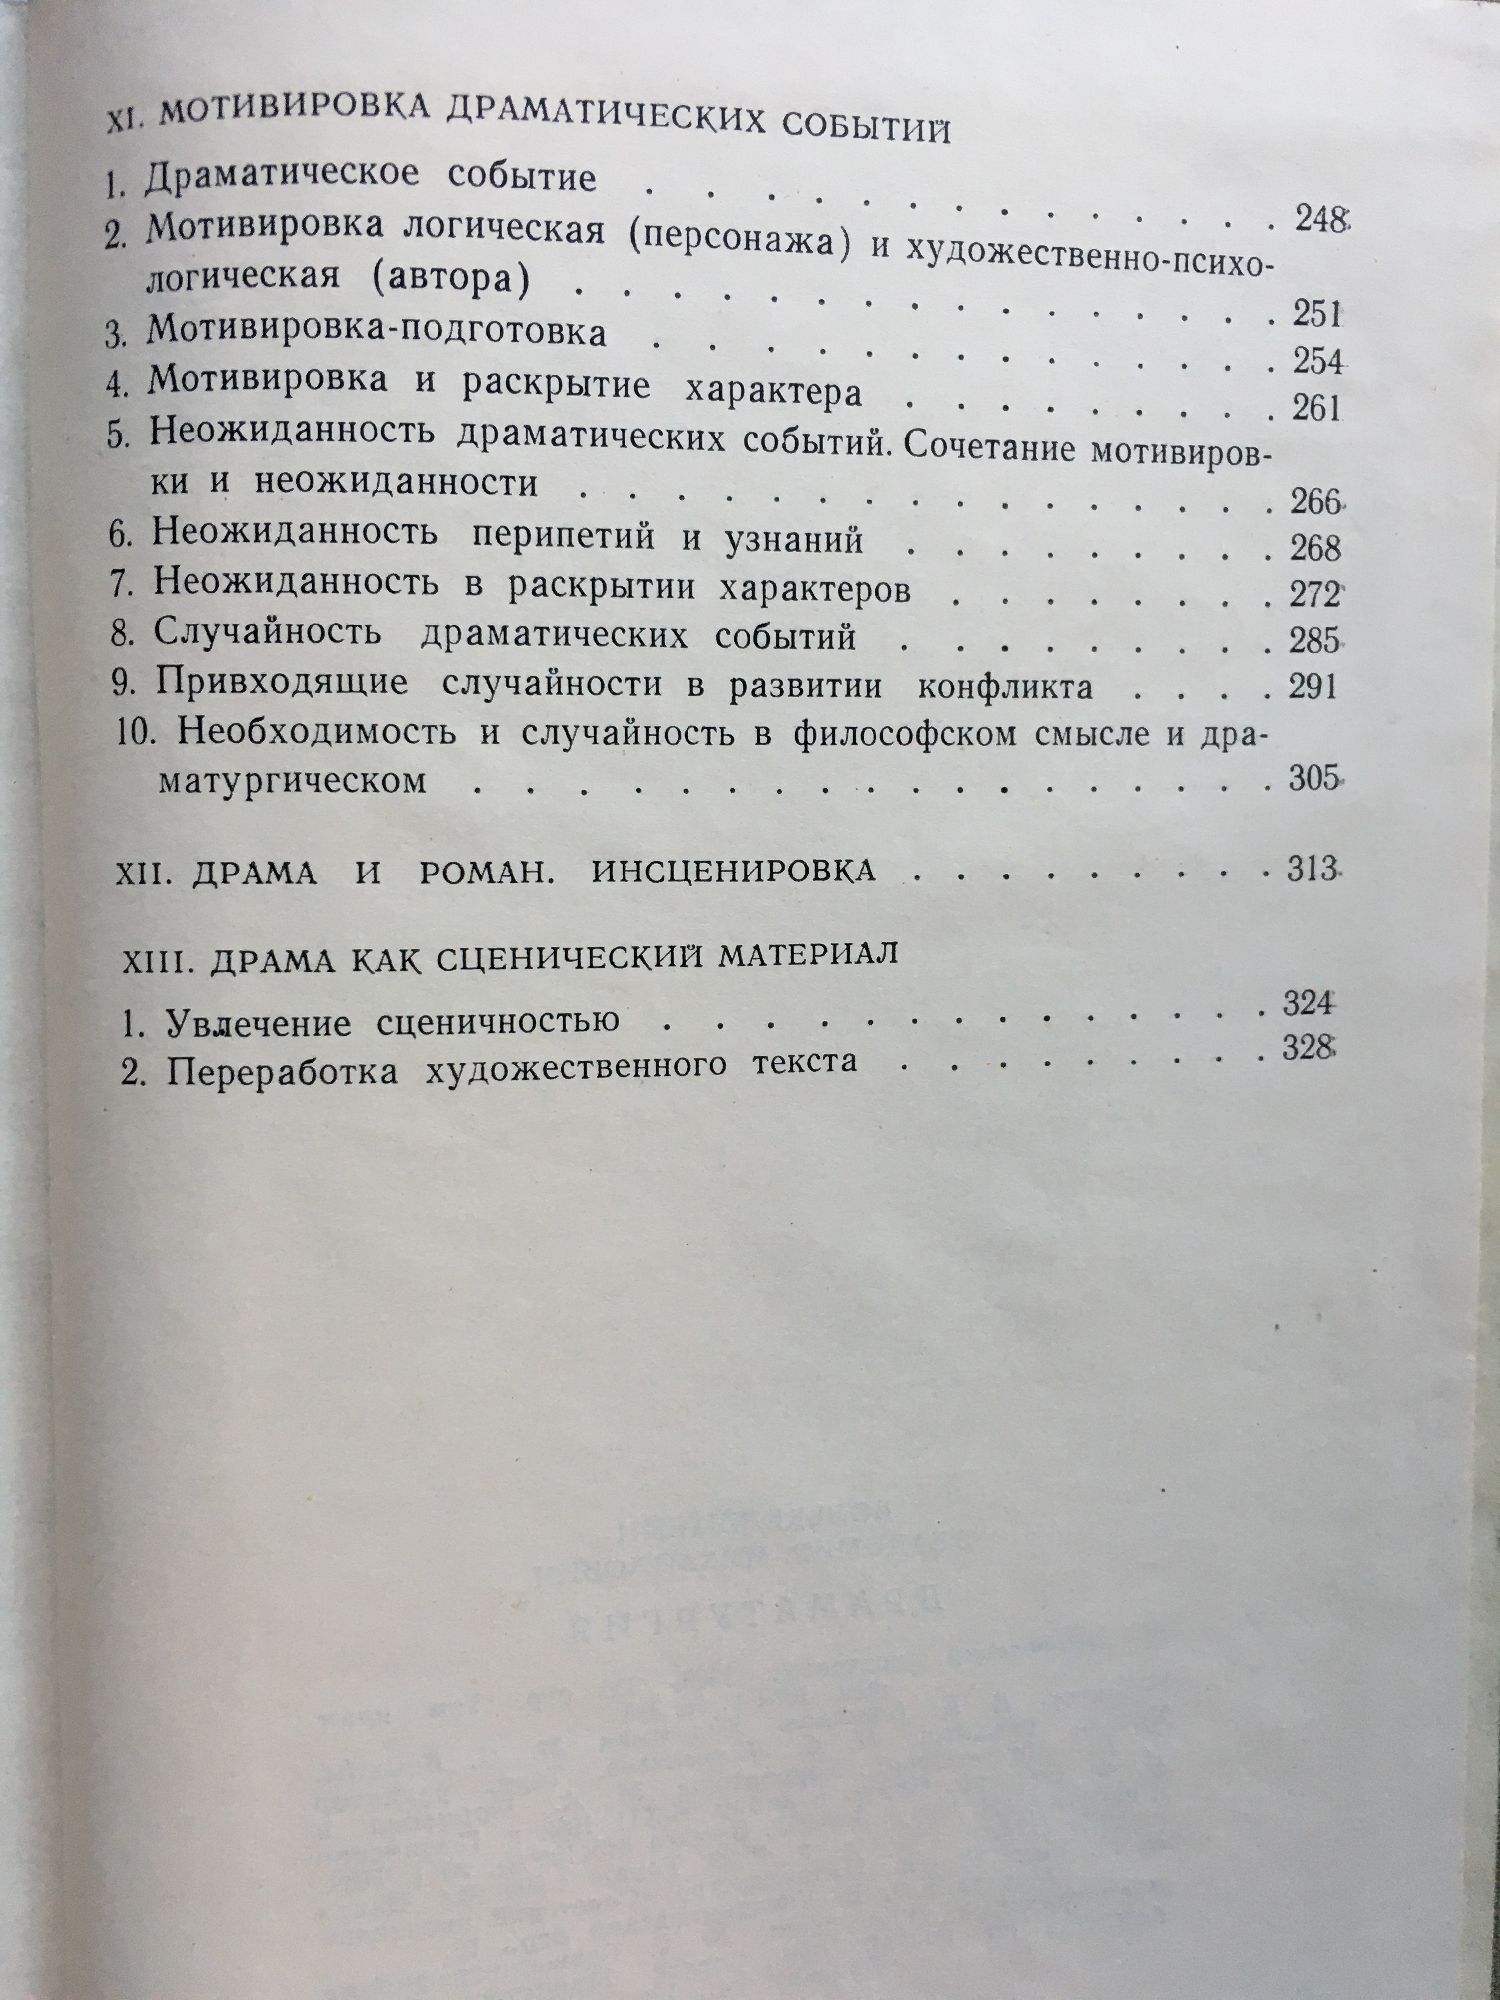 XI. МОТИВИРОВКА ДРАМАТИЧЕСКИХ СОБЫТИЙ
1. Драматическое событие . . . . . . . . . . . . . 248
2. Мотивировка логическая (персонажа) и художественно-психо-
логическая (автора) . . . . . . . . . . . . . . . 251
3. Мотивировка-подготовка . . . . . . . . . . . . . 254
4. Мотивировка и раскрытие характера . . . . . . . . . 261
5. Неожиданность драматических событий. Сочетание мотивиров-
ки и неожиданности . . . . . . . . . . . . . . . 266
6. Неожиданность перипетий и узнаний . . . . . . . . . 268
7. Неожиданность в раскрытии характеров . . . . . . . . 272
8. Случайность драматических событий . . . . . . . . . 285
9. Привходящие случайности в развитии конфликта . . . . 291
10. Необходимость и случайность в философском смысле и дра-
матургическом . . . . . . . . . . . . . . . . . 305
XII. ДРАМА И РОМАН. ИНСЦЕНИРОВКА . . . . . . . . . 313
XIII. ДРАМА КАК СЦЕНИЧЕСКИЙ МАТЕРИАЛ
1. Увлечение сценичностью . . . . . . . . . . . . . 324
2. Переработка художественного текста . . . . . . . . 328
ДРАМАТУРГИЯ